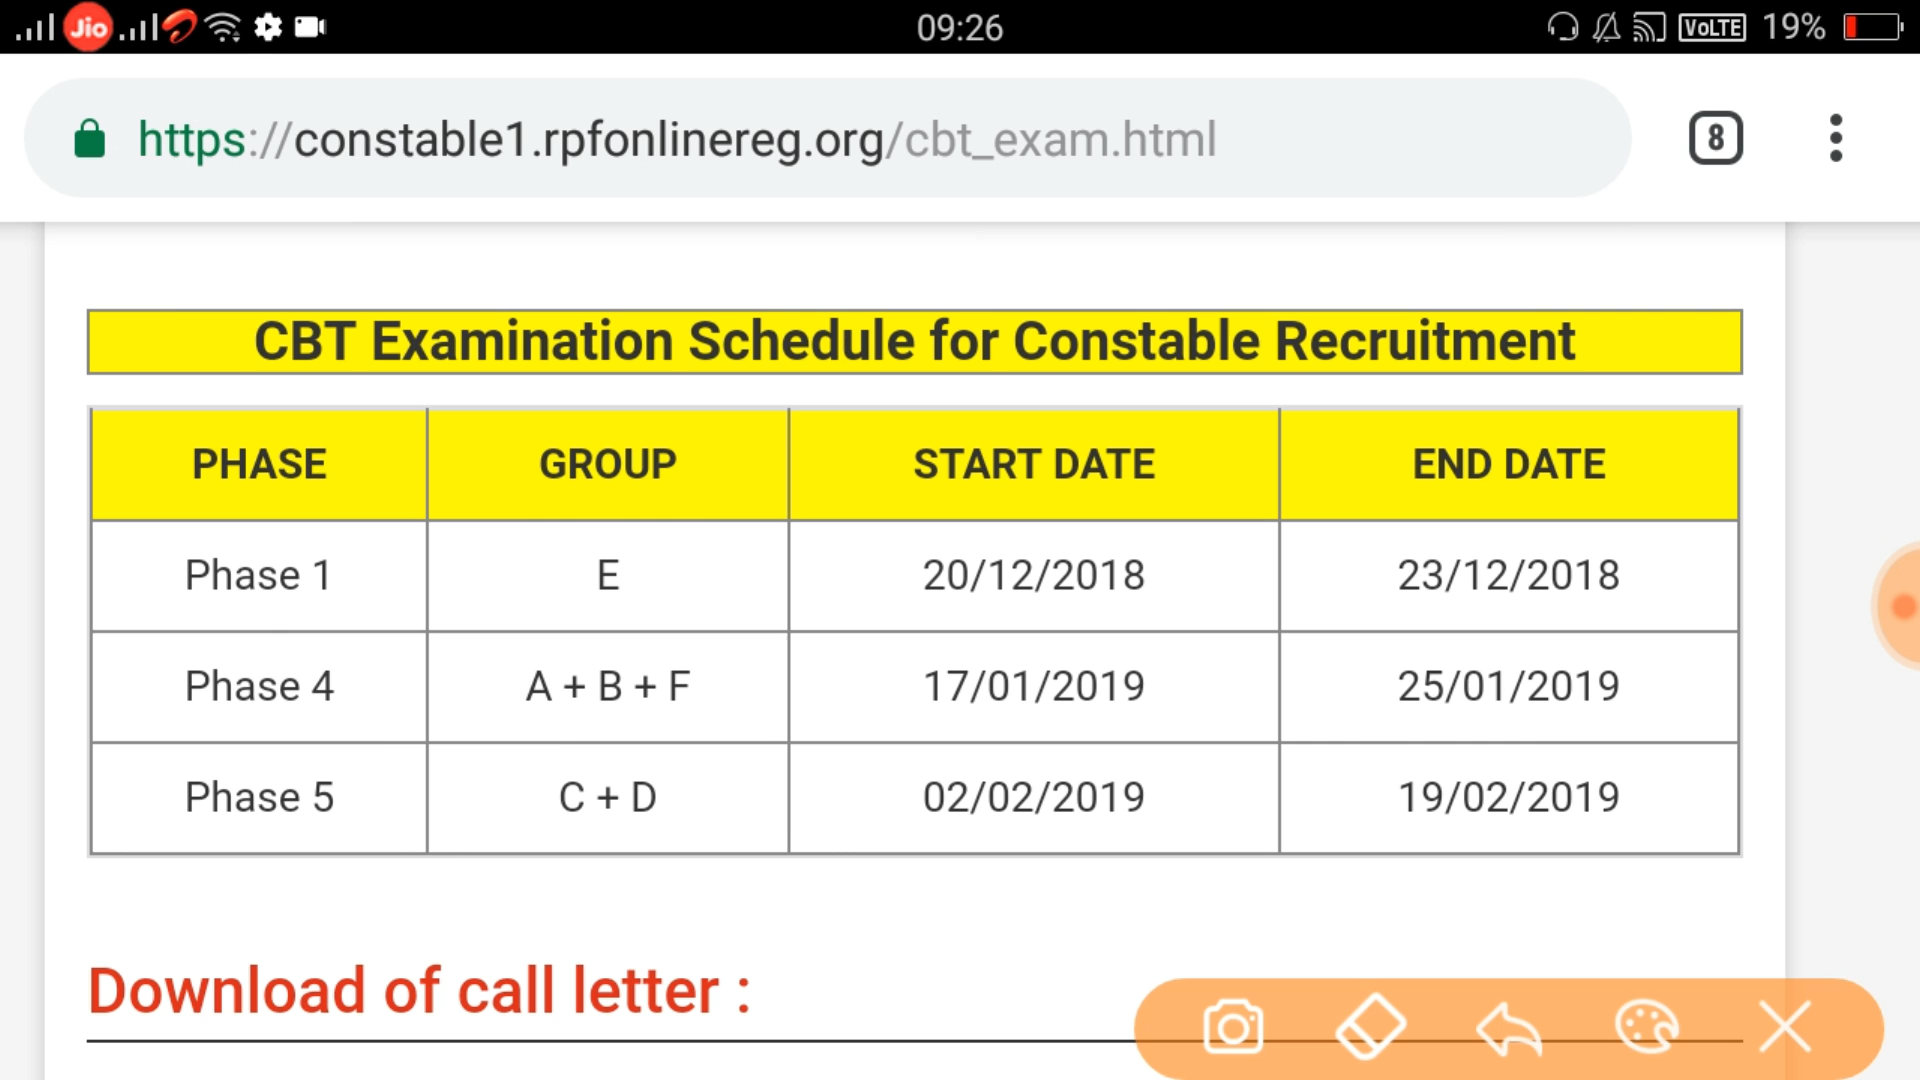 Jio 09:26 VoLTE 19%
https://constable1.rpfonlinereg.org/cbt_exam.html 8
CBT Examination Schedule for Constable Recruitment
PHASE GROUP START DATE END DATE
Phase 1 E 20/12/2018 23/12/2018
Phase 4 A + B + F 17/01/2019 25/01/2019
Phase 5 C + D 02/02/2019 19/02/2019
Download of call letter :